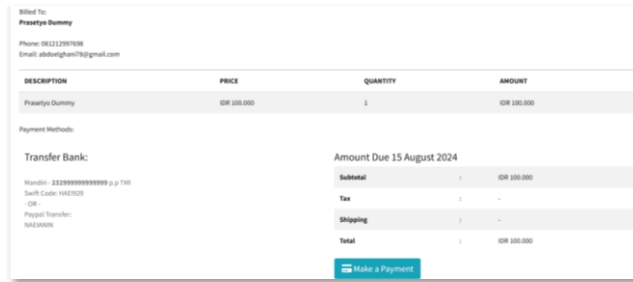 Billed To:
Prasetyo Dummy
Phone: 081212997698
Email: abdoelghani78@gmail.com
DESCRIPTION PRICE QUANTITY AMOUNT
Prasetyo Dummy IDR 100.000 1 IDR 100.000
Payment Methods:
Transfer Bank:
Mandiri - p.p TMI
Swift Code:
- OR -
Paypal Transfer:
Amount Due 15 August 2024
Subtotal : IDR 100.000
Tax : -
Shipping : -
Total : IDR 100.000
Make a Payment